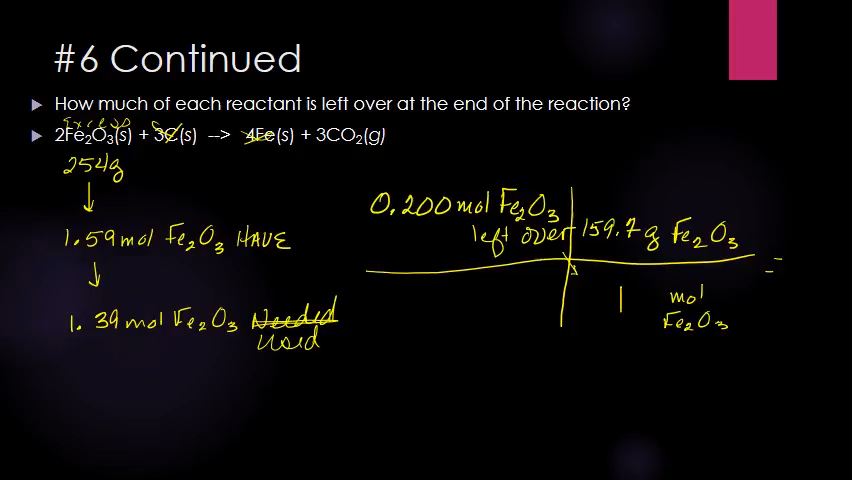 #6 Continued
How much of each reactant is left over at the end of the reaction?
excess
2Fe₂O₃(s) + 3C(s) --> 4Fe(s) + 3CO₂(g)
254g
0.200 mol Fe₂O₃
left over
159.7 g Fe₂O₃
=
1.59 mol Fe₂O₃ HAVE
1 mol
Fe₂O₃
1.39 mol Fe₂O₃ Needed
Used